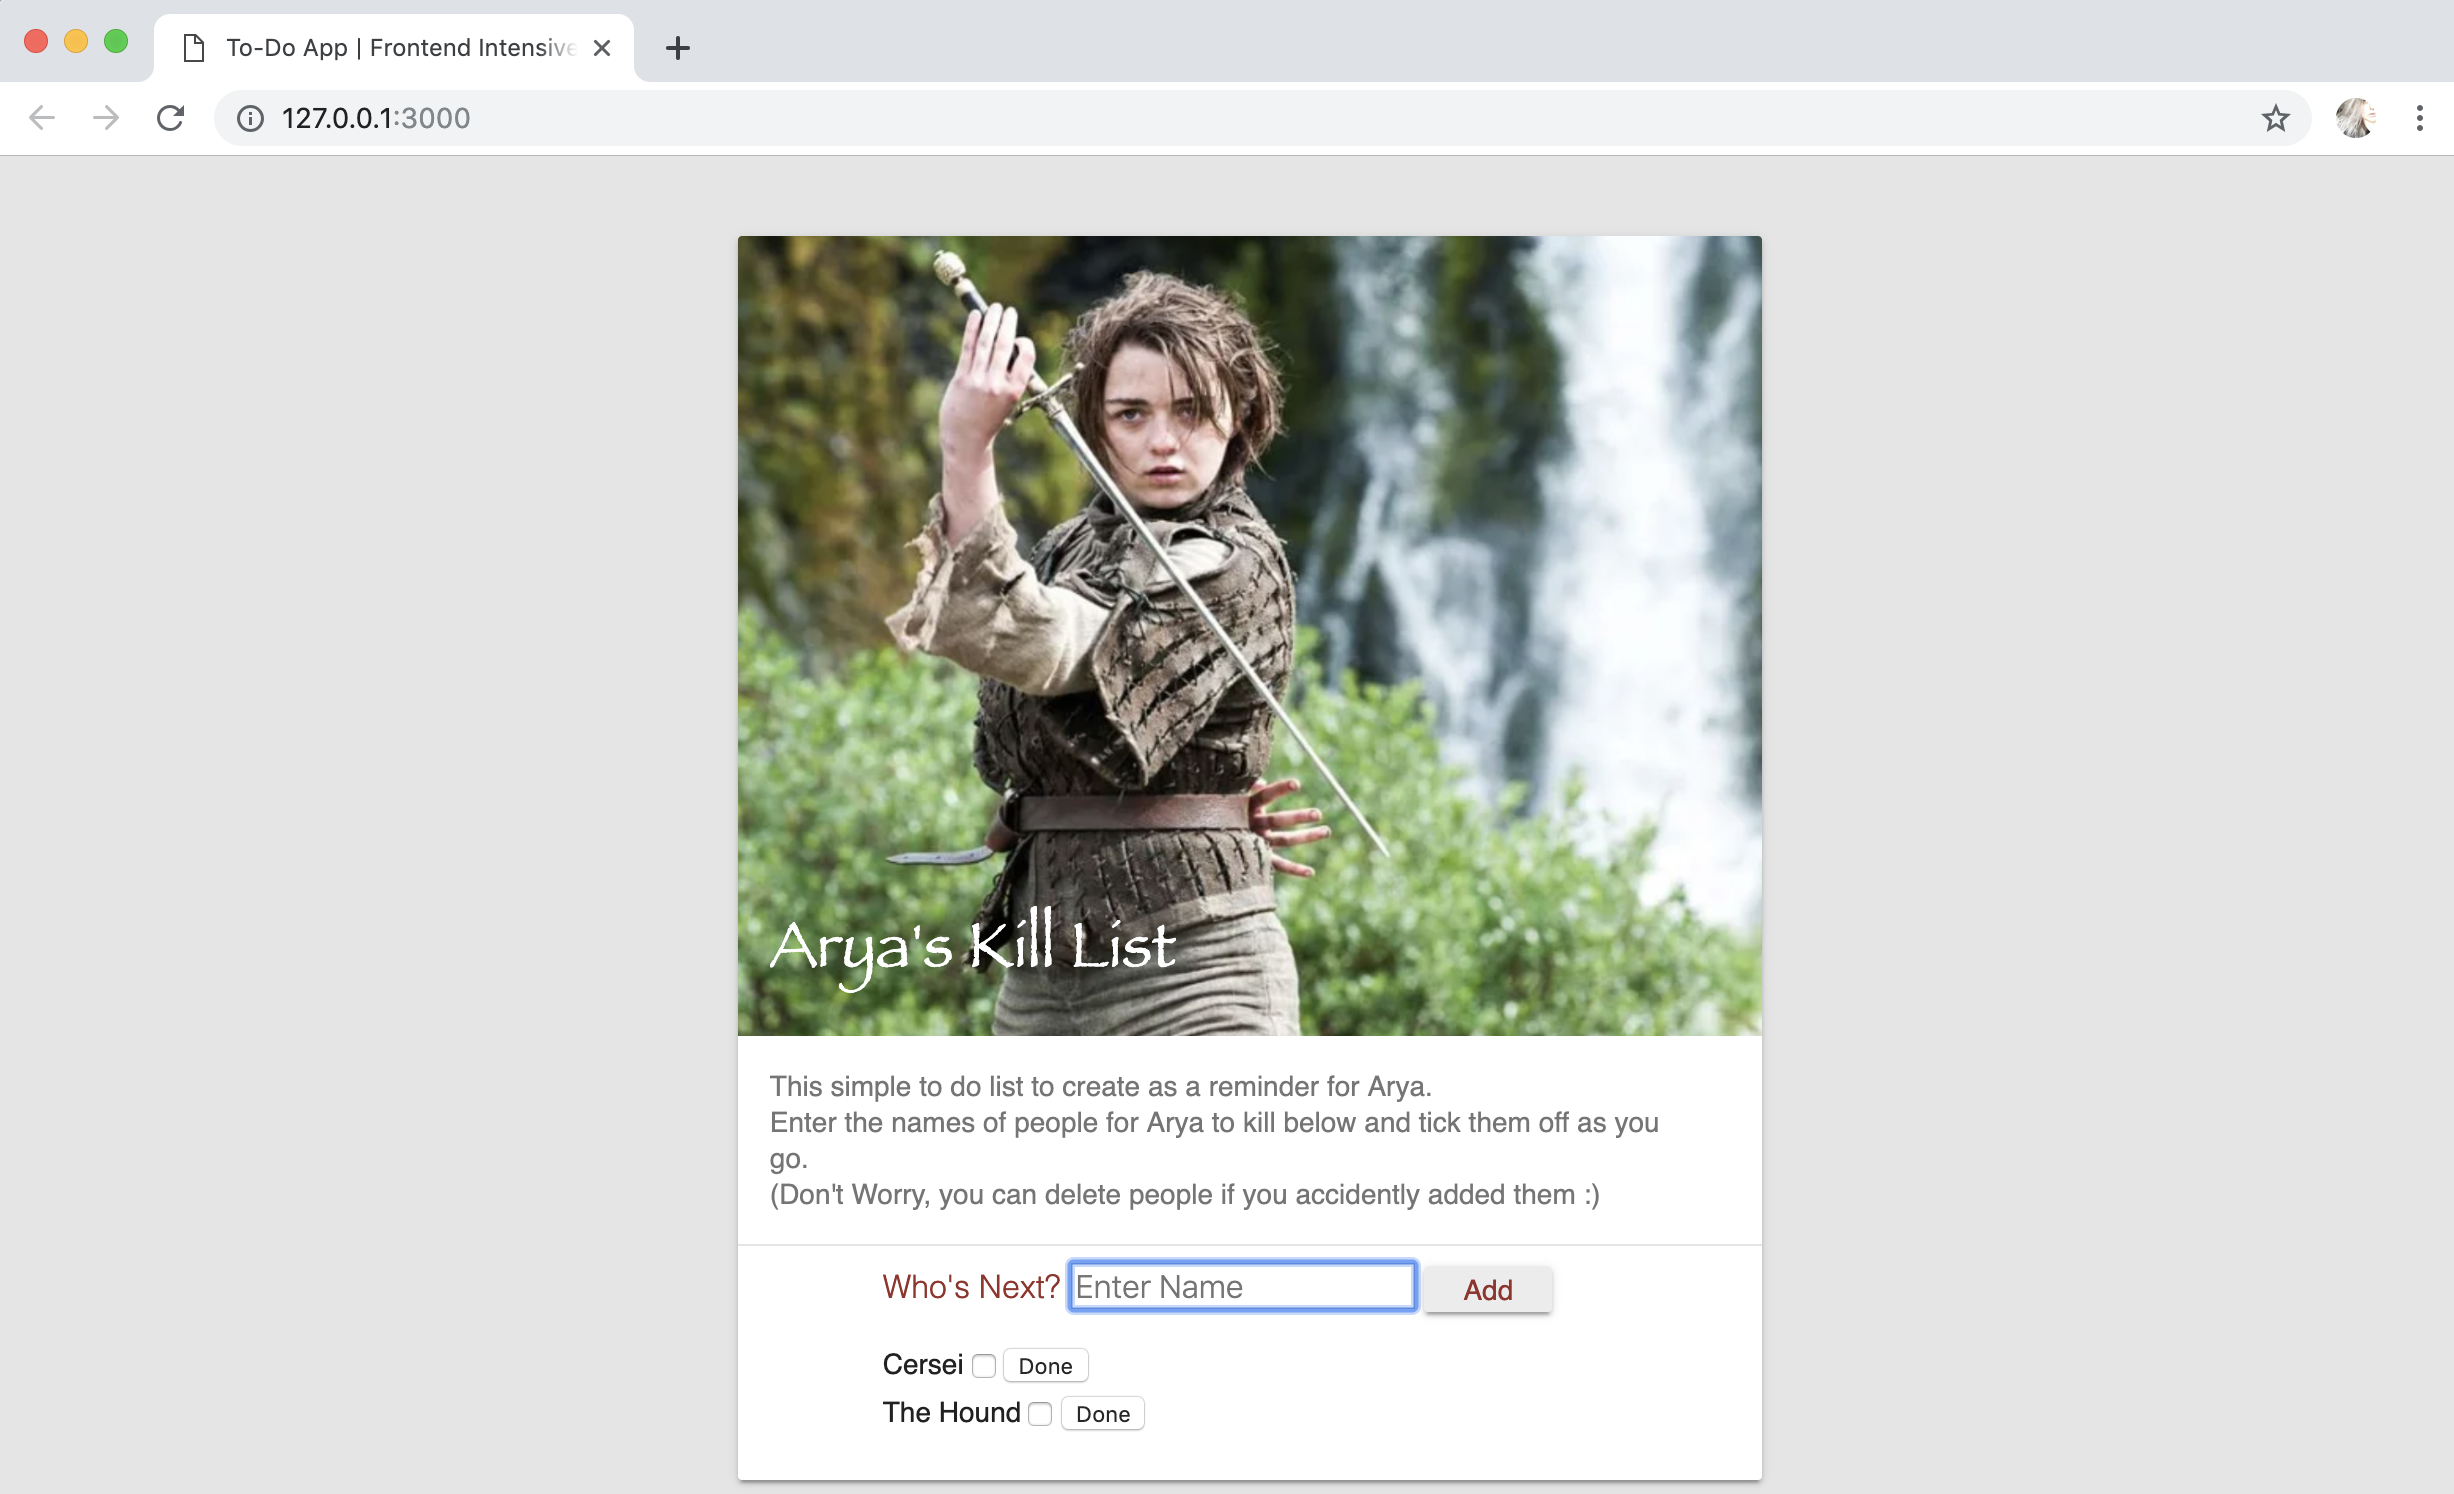 To-Do App | Frontend Intensive
127.0.0.1:3000
Arya's Kill List
This simple to do list to create as a reminder for Arya.
Enter the names of people for Arya to kill below and tick them off as you
go.
(Don't Worry, you can delete people if you accidently added them :)
Who's Next? Enter Name Add
Cersei Done
The Hound Done